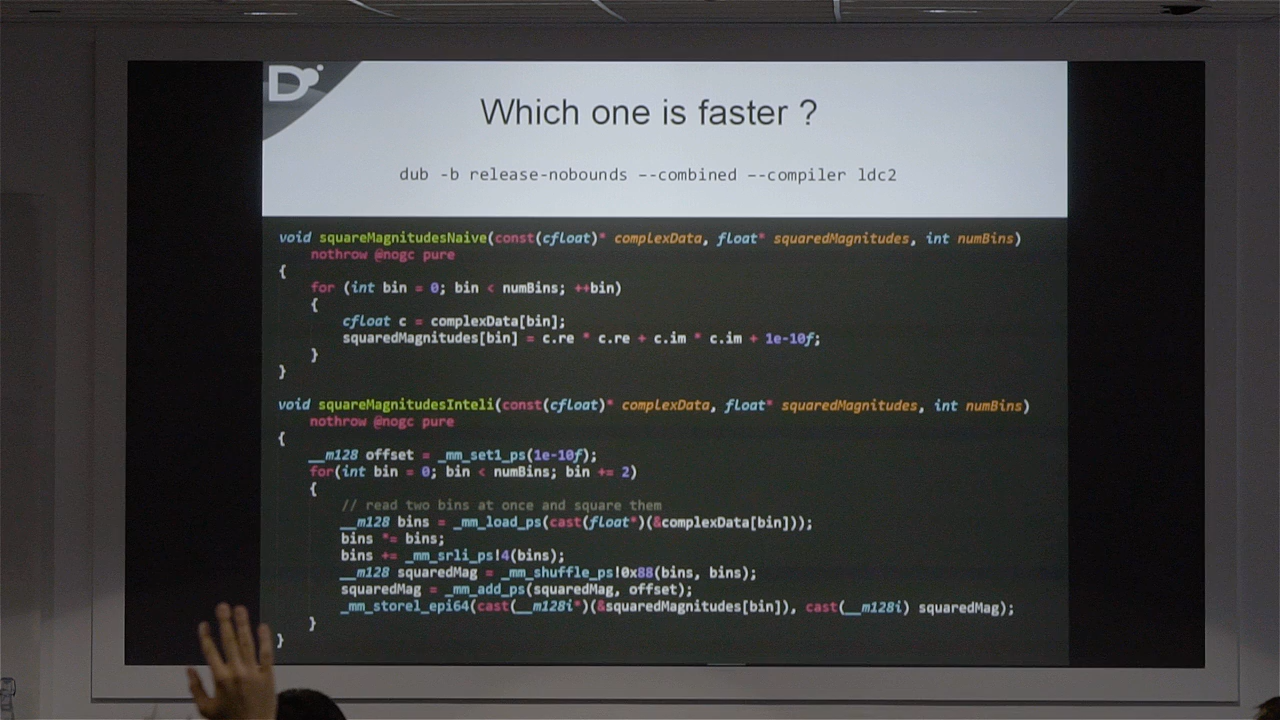 D
Which one is faster ?
dub -b release-nobounds --combined --compiler ldc2
void squareMagnitudesNaive(const(cfloat)* complexData, float* squaredMagnitudes, int numBins)
nothrow @nogc pure
{
for (int bin = 0; bin < numBins; ++bin)
{
cfloat c = complexData[bin];
squaredMagnitudes[bin] = c.re * c.re + c.im * c.im + 1e-10f;
}
}
void squareMagnitudesInteli(const(cfloat)* complexData, float* squaredMagnitudes, int numBins)
nothrow @nogc pure
{
__m128 offset = _mm_set1_ps(1e-10f);
for(int bin = 0; bin < numBins; bin += 2)
{
// read two bins at once and square them
__m128 bins = _mm_load_ps(cast(float*)(&complexData[bin]));
bins *= bins;
bins += _mm_srli_ps!4(bins);
__m128 squaredMag = _mm_shuffle_ps!0x88(bins, bins);
squaredMag = _mm_add_ps(squaredMag, offset);
_mm_storel_epi64(cast(__m128i*)(&squaredMagnitudes[bin]), cast(__m128i) squaredMag);
}
}